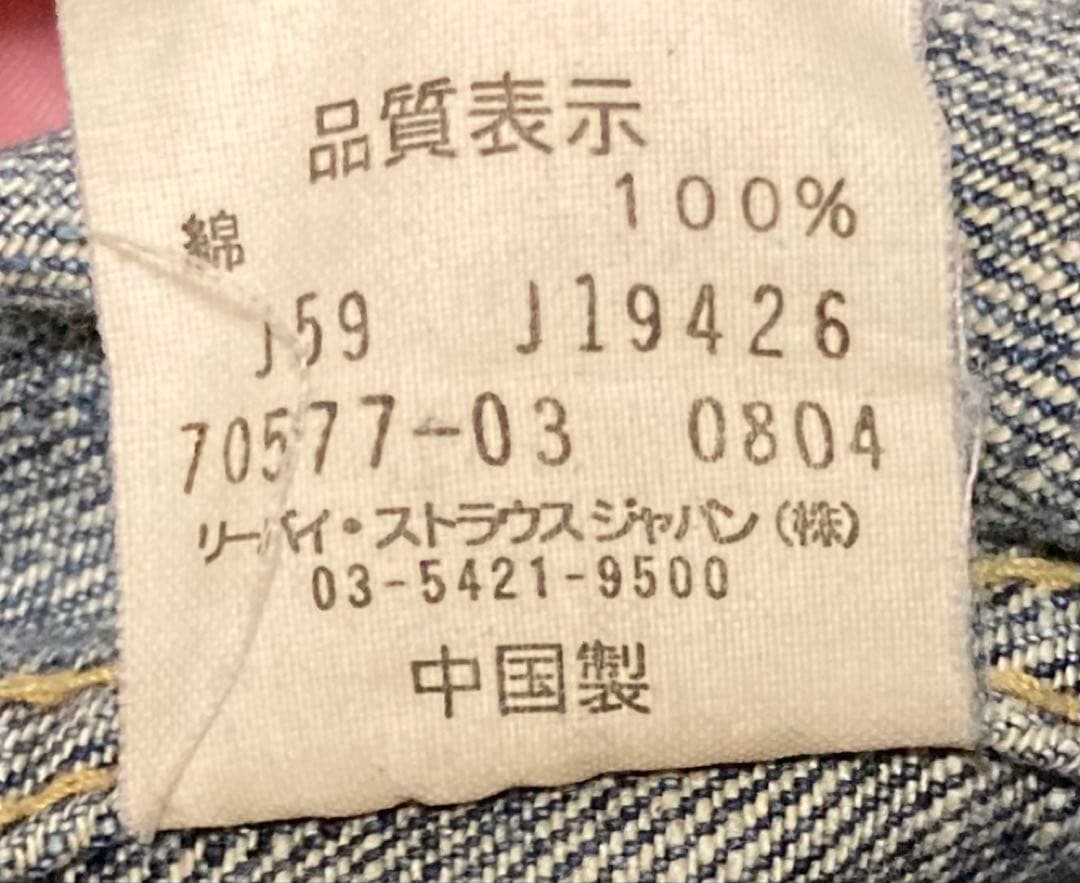 品質表示
綿 100%
J59 J19426
70577-03 0804
リーバイ・ストラウスジャパン(株)
03-5421-9500
中国製